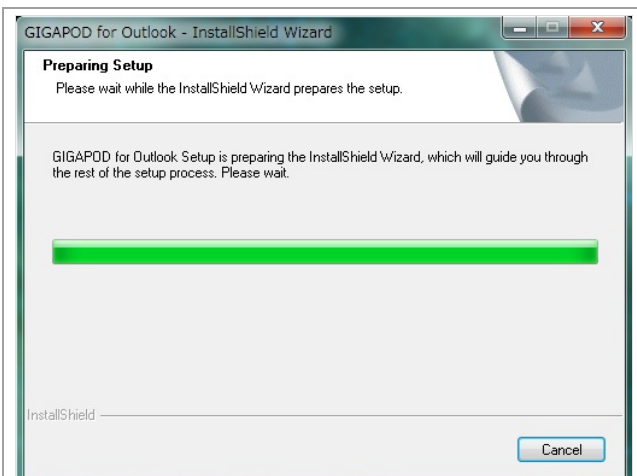 GIGAPOD for Outlook - InstallShield Wizard
Preparing Setup
Please wait while the InstallShield Wizard prepares the setup.
GIGAPOD for Outlook Setup is preparing the InstallShield Wizard, which will guide you through
the rest of the setup process. Please wait.
InstallShield
Cancel